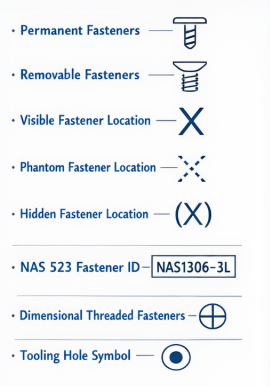 • Permanent Fasteners —
• Removable Fasteners —
• Visible Fastener Location — X
• Phantom Fastener Location — X
• Hidden Fastener Location — (X)
• NAS 523 Fastener ID – NAS1306-3L
• Dimensional Threaded Fasteners –
• Tooling Hole Symbol —